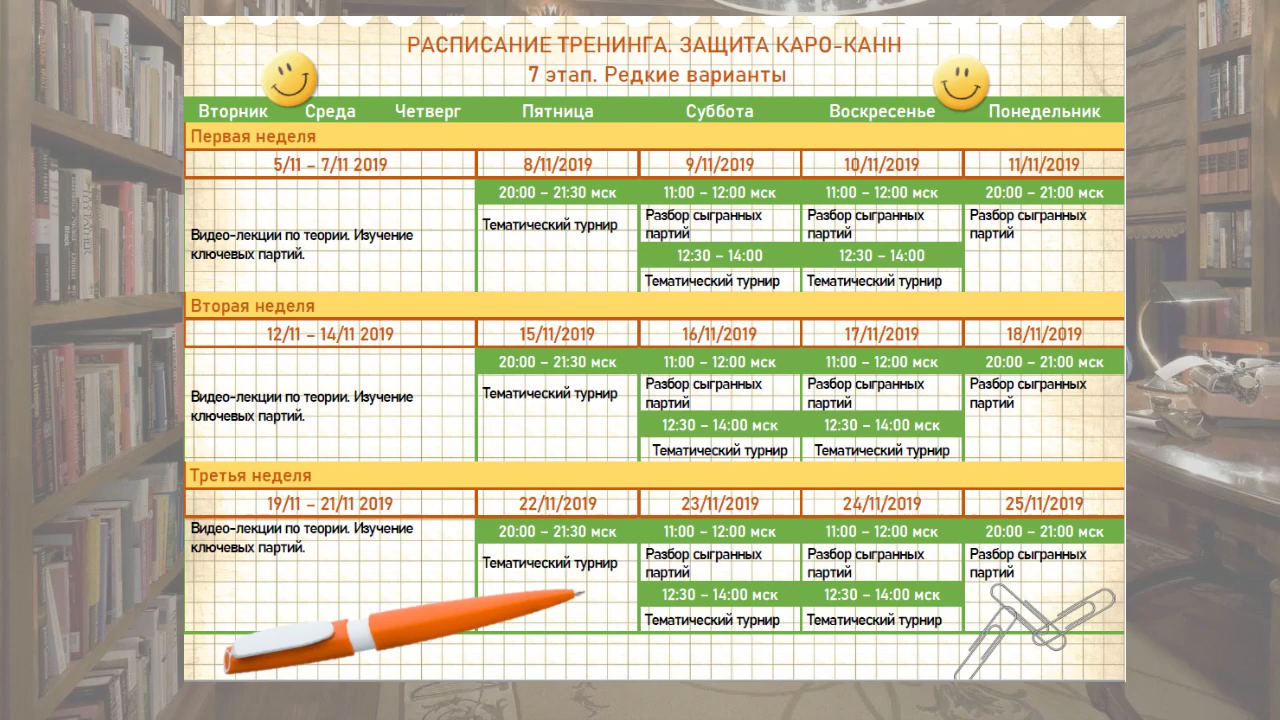 РАСПИСАНИЕ ТРЕНИНГА. ЗАЩИТА КАРО-КАНН
7 этап. Редкие варианты
Вторник Среда Четверг Пятница Суббота Воскресенье Понедельник
Первая неделя
5/11 – 7/11 2019 8/11/2019 9/11/2019 10/11/2019 11/11/2019
20:00 – 21:30 мск 11:00 – 12:00 мск 11:00 – 12:00 мск 20:00 – 21:00 мск
Видео-лекции по теории. Изучение
ключевых партий.
Тематический турнир
Разбор сыгранных
партий
Разбор сыгранных
партий
Разбор сыгранных
партий
12:30 – 14:00 12:30 – 14:00
Тематический турнир Тематический турнир
Вторая неделя
12/11 – 14/11 2019 15/11/2019 16/11/2019 17/11/2019 18/11/2019
20:00 – 21:30 мск 11:00 – 12:00 мск 11:00 – 12:00 мск 20:00 – 21:00 мск
Видео-лекции по теории. Изучение
ключевых партий.
Тематический турнир
Разбор сыгранных
партий
Разбор сыгранных
партий
Разбор сыгранных
партий
12:30 – 14:00 мск 12:30 – 14:00 мск
Тематический турнир Тематический турнир
Третья неделя
19/11 – 21/11 2019 22/11/2019 23/11/2019 24/11/2019 25/11/2019
20:00 – 21:30 мск 11:00 – 12:00 мск 11:00 – 12:00 мск 20:00 – 21:00 мск
Видео-лекции по теории. Изучение
ключевых партий.
Тематический турнир
Разбор сыгранных
партий
Разбор сыгранных
партий
Разбор сыгранных
партий
12:30 – 14:00 мск 12:30 – 14:00 мск
Тематический турнир Тематический турнир